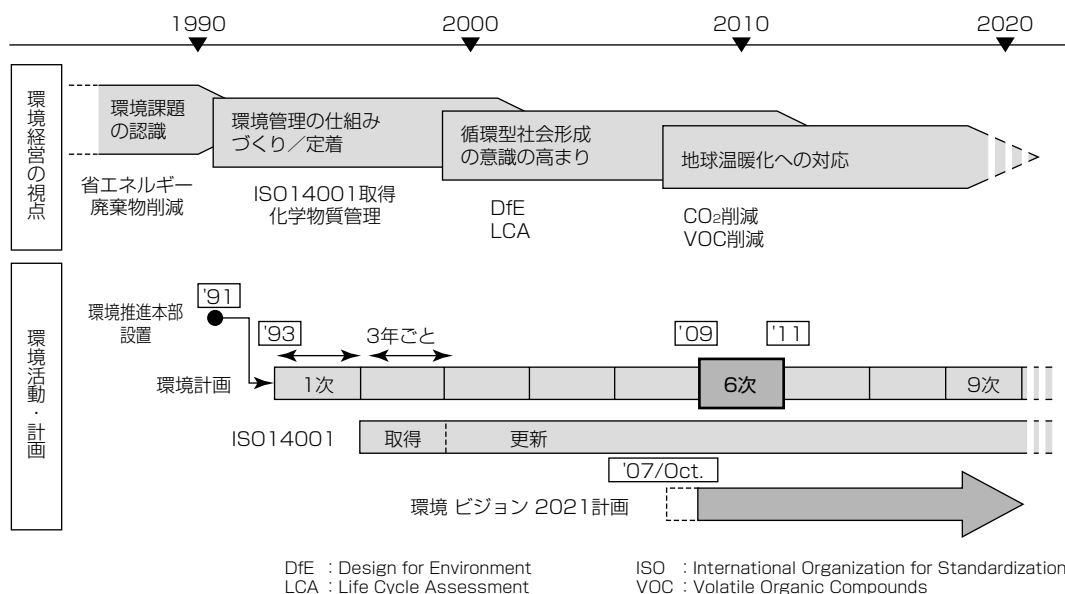 1990 2000 2010 2020
環境経営の視点
環境課題
の認識
環境管理の仕組み
づくり／定着
循環型社会形成
の意識の高まり
地球温暖化への対応
省エネルギー
廃棄物削減
ISO14001取得
化学物質管理
DfE
LCA
CO₂削減
VOC削減
環境活動・計画
'91
環境推進本部
設置
'93
3年ごと
'09
'11
環境計画
1次
6次
9次
ISO14001
取得
更新
'07/Oct.
環境 ビジョン 2021計画
DfE : Design for Environment
LCA : Life Cycle Assessment
ISO : International Organization for Standardization
VOC : Volatile Organic Compounds